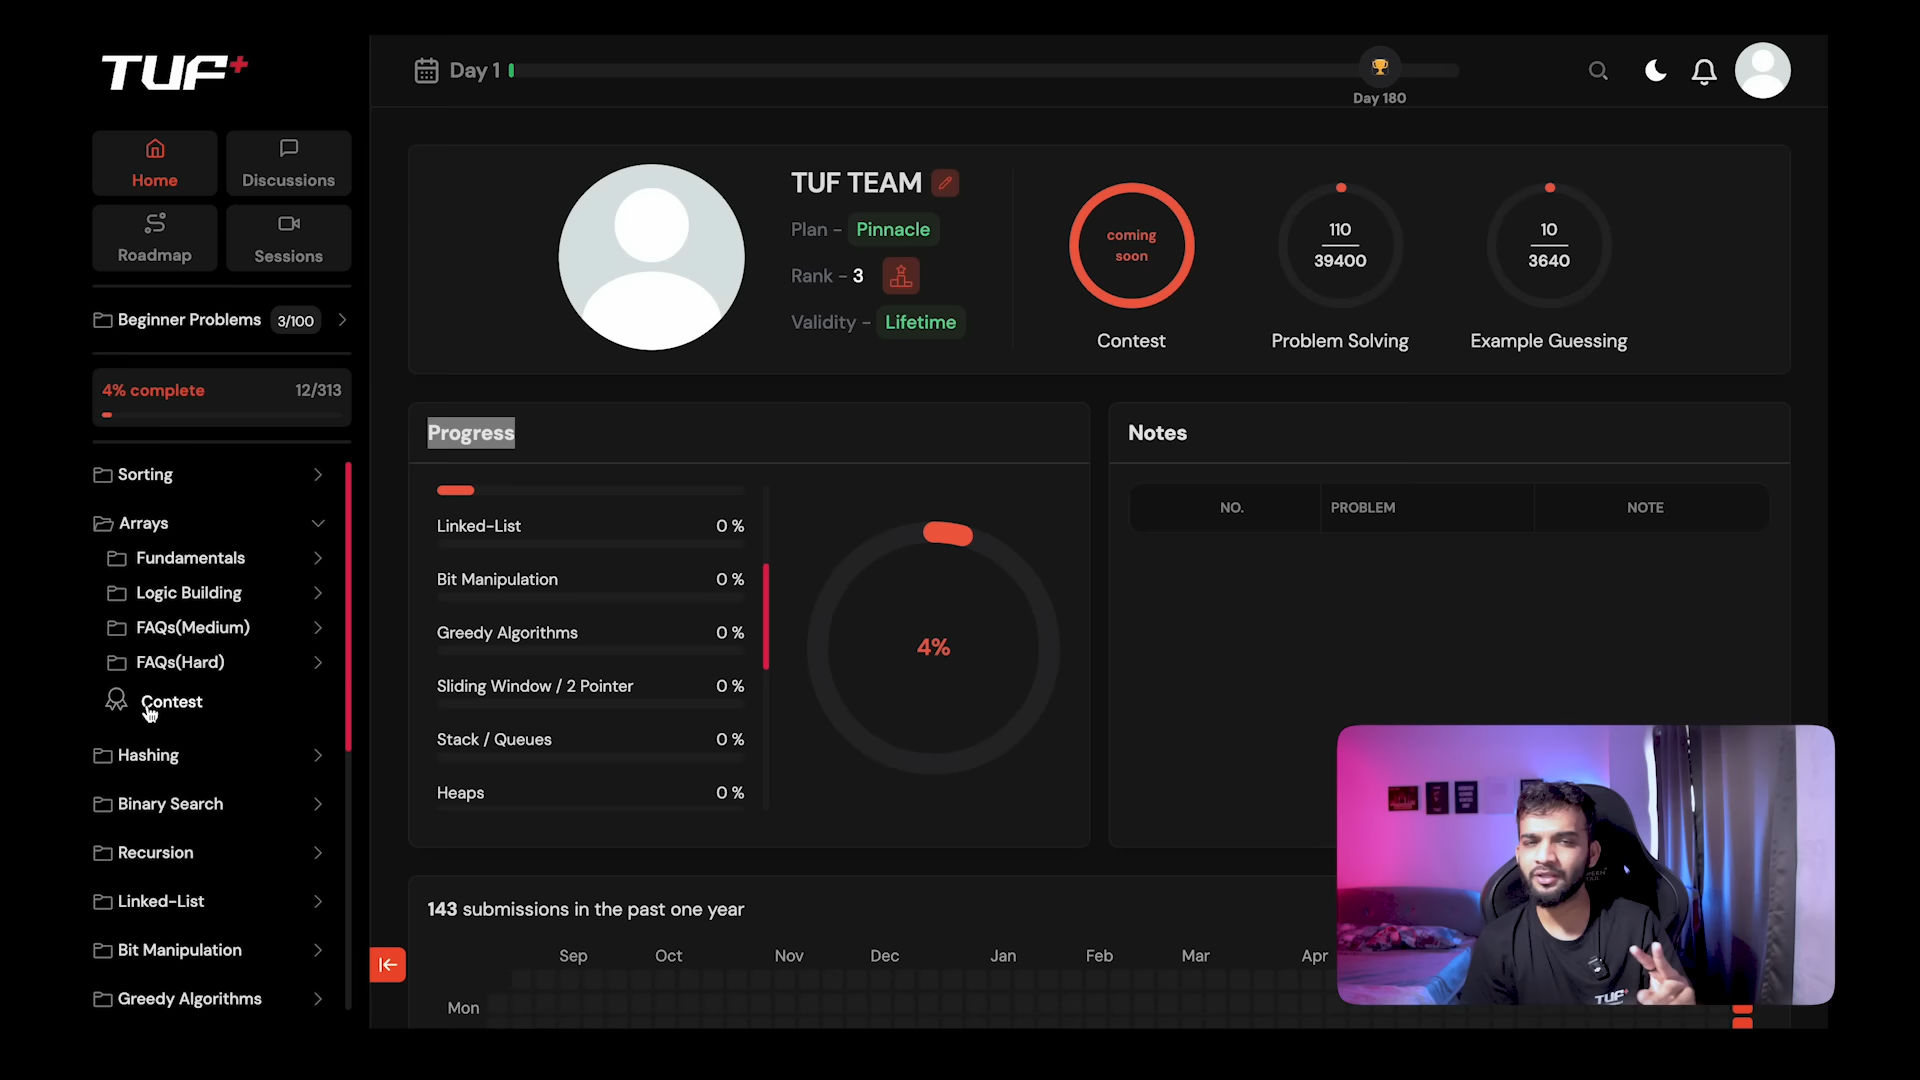 TUF+
Home
Discussions
Roadmap
Sessions
Beginner Problems 3/100
4% complete 12/313
Sorting
Arrays
Fundamentals
Logic Building
FAQs(Medium)
FAQs(Hard)
Contest
Hashing
Binary Search
Recursion
Linked-List
Bit Manipulation
Greedy Algorithms
Day 1
Day 180
TUF TEAM
Plan - Pinnacle
Rank - 3
Validity - Lifetime
coming
soon
Contest
110
39400
Problem Solving
10
3640
Example Guessing
Progress
Linked-List 0 %
Bit Manipulation 0 %
Greedy Algorithms 0 %
Sliding Window / 2 Pointer 0 %
Stack / Queues 0 %
Heaps 0 %
4%
Notes
NO. PROBLEM NOTE
143 submissions in the past one year
Sep Oct Nov Dec Jan Feb Mar Apr
Mon
TUF+